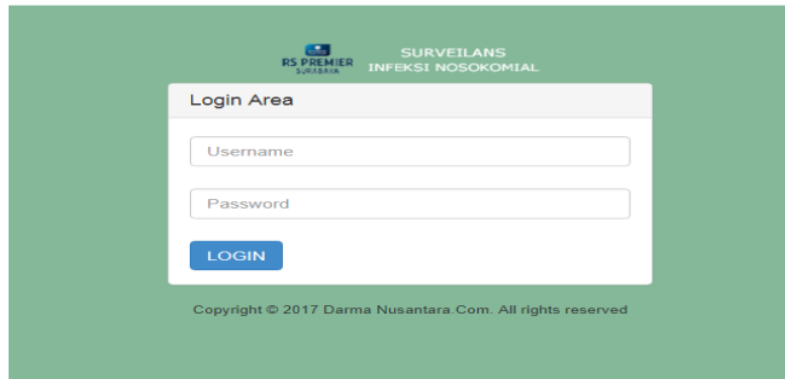 RS PREMIER
SURABAYA
SURVEILANS
INFEKSI NOSOKOMIAL
Login Area
Username
Password
LOGIN
Copyright © 2017 Darma Nusantara.Com. All rights reserved